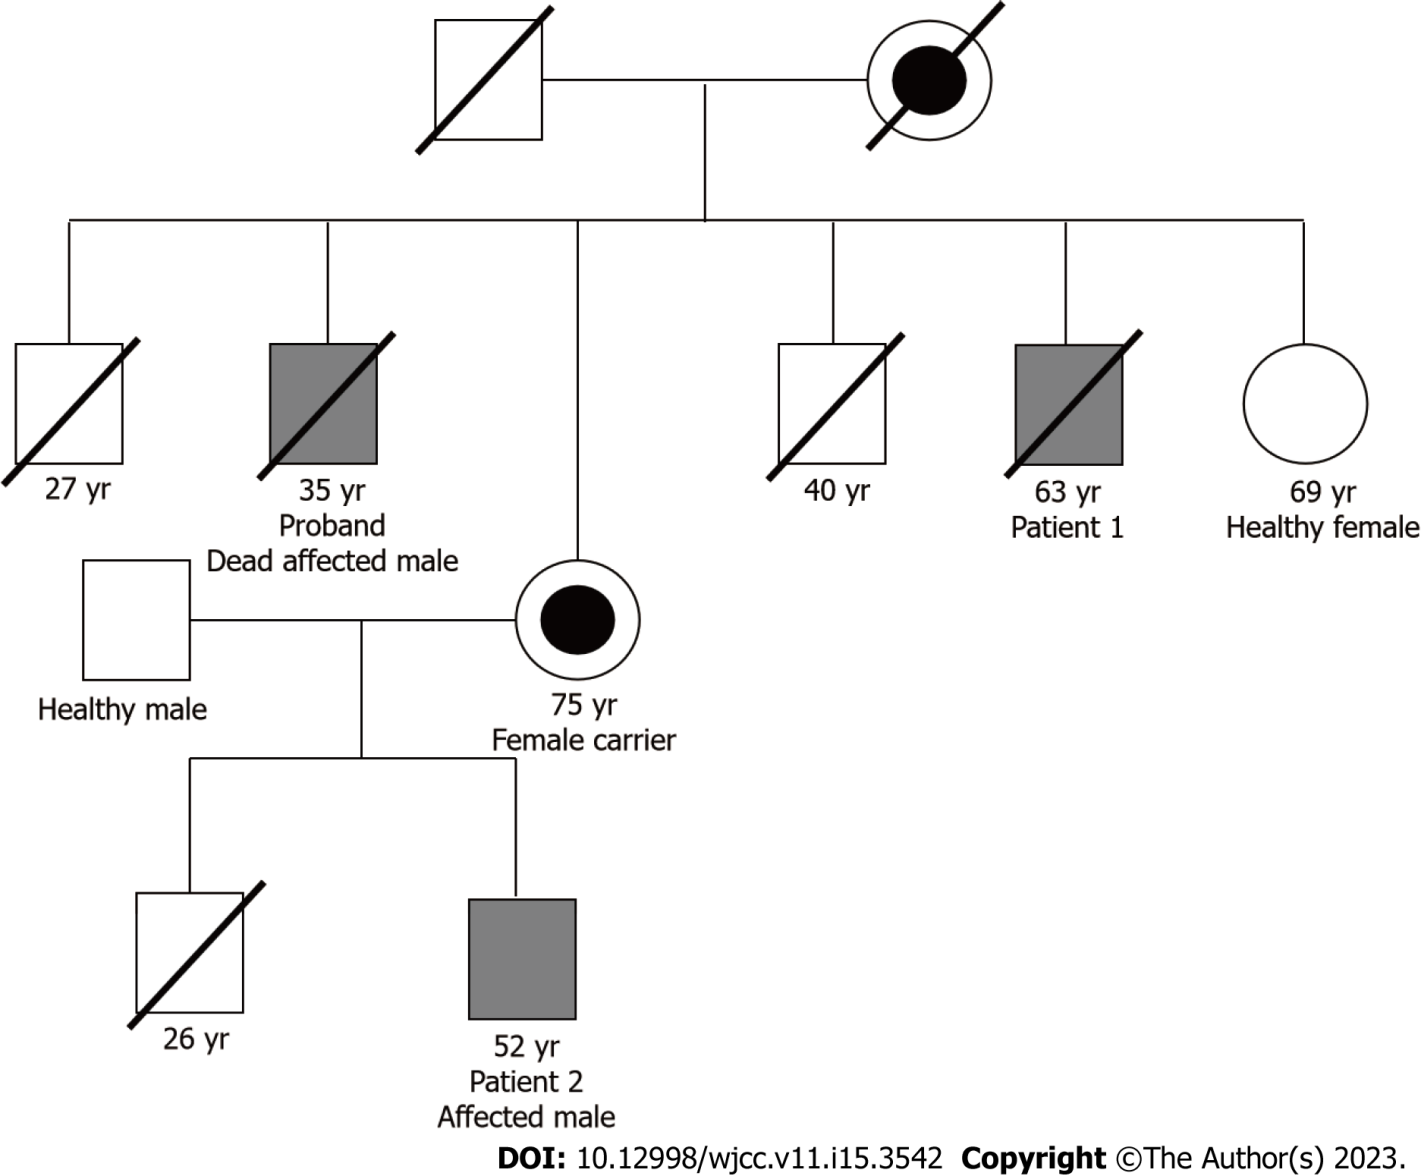 27 yr
35 yr
Proband
Dead affected male
40 yr
63 yr
Patient 1
69 yr
Healthy female
Healthy male
75 yr
Female carrier
26 yr
52 yr
Patient 2
Affected male
DOI: 10.12998/wjcc.v11.i15.3542 Copyright ©The Author(s) 2023.